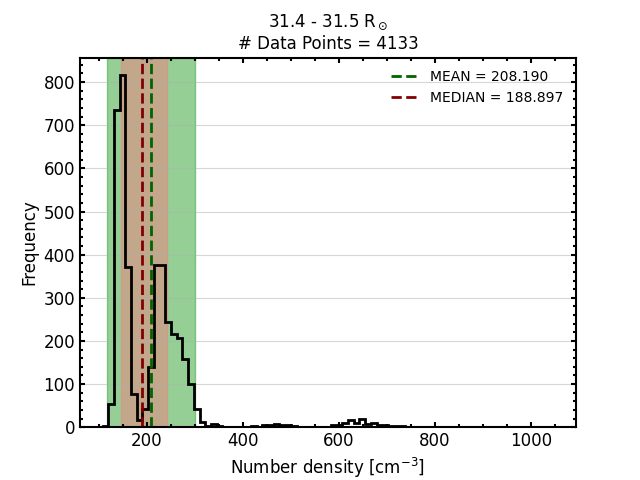 31.4 - 31.5 R⊙
# Data Points = 4133
MEAN = 208.190
MEDIAN = 188.897
Frequency
800
700
600
500
400
300
200
100
0
200 400 600 800 1000
Number density [cm⁻³]